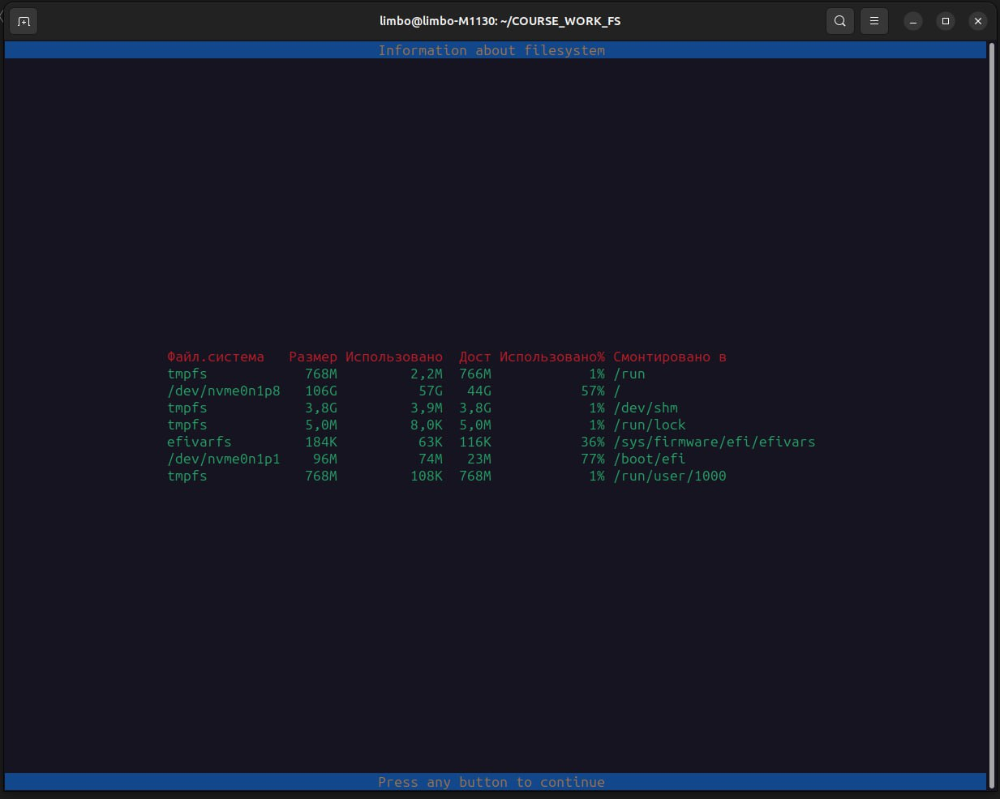 limbo@limbo-M1130: ~/COURSE_WORK_FS
Information about filesystem
Файл.система Размер Использовано Дост Использовано% Cмонтировано в
tmpfs 768M 2,2M 766M 1% /run
/dev/nvme0n1p8 106G 57G 44G 57% /
tmpfs 3,8G 3,9M 3,8G 1% /dev/shm
tmpfs 5,0M 8,0K 5,0M 1% /run/lock
efivarfs 184K 63K 116K 36% /sys/firmware/efi/efivars
/dev/nvme0n1p1 96M 74M 23M 77% /boot/efi
tmpfs 768M 108K 768M 1% /run/user/1000
Press any button to continue